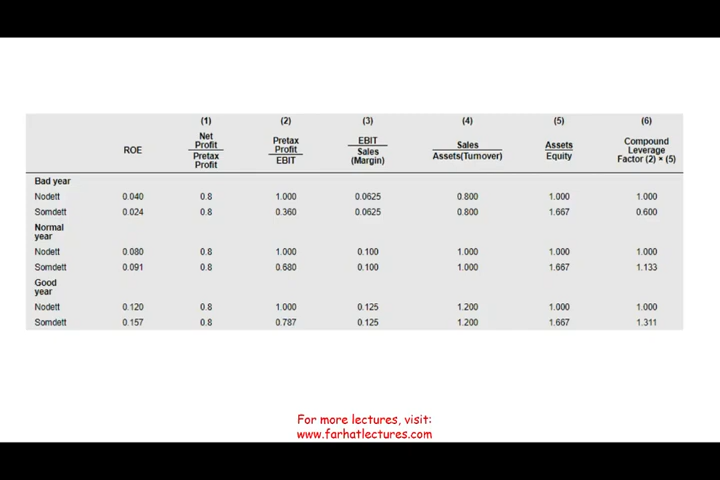 (1) (2) (3) (4) (5) (6)
ROE Net Profit / Pretax Profit Pretax Profit / EBIT EBIT / Sales (Margin) Sales / Assets(Turnover) Assets / Equity Compound Leverage Factor (2) × (5)
Bad year
Nodett 0.040 0.8 1.000 0.0625 0.800 1.000 1.000
Somdett 0.024 0.8 0.360 0.0625 0.800 1.667 0.600
Normal
year
Nodett 0.080 0.8 1.000 0.100 1.000 1.000 1.000
Somdett 0.091 0.8 0.680 0.100 1.000 1.667 1.133
Good
year
Nodett 0.120 0.8 1.000 0.125 1.200 1.000 1.000
Somdett 0.157 0.8 0.787 0.125 1.200 1.667 1.311
For more lectures, visit:
www.farhatlectures.com